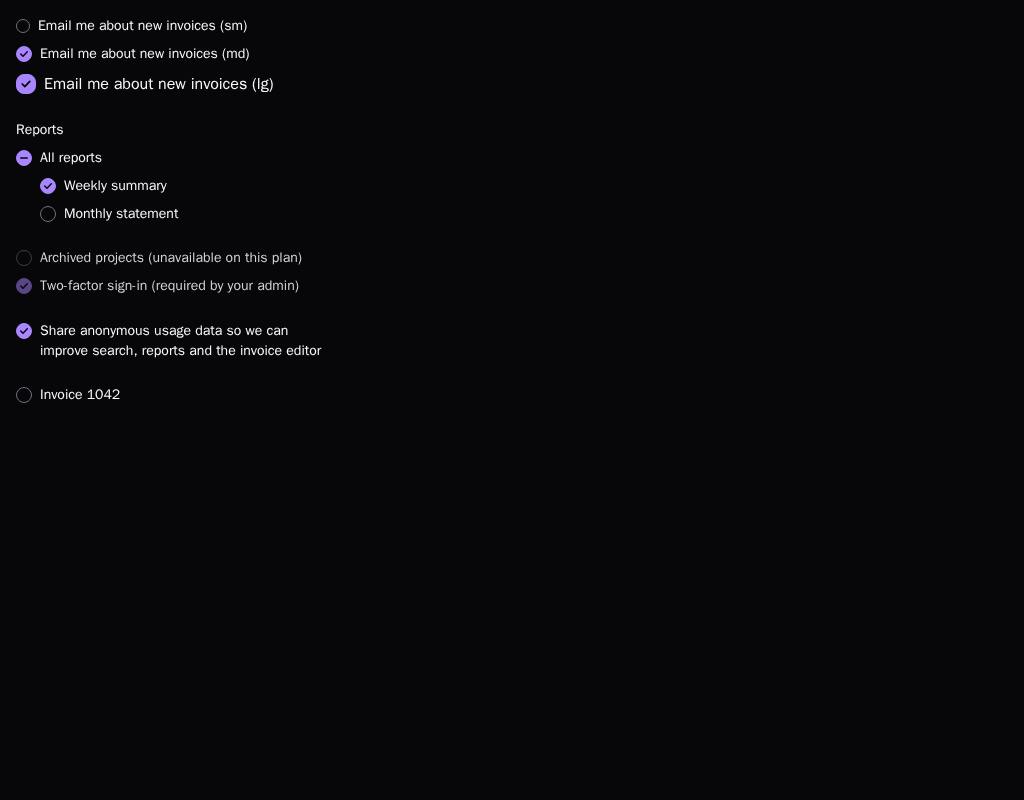 Email me about new invoices (sm)
Email me about new invoices (md)
Email me about new invoices (lg)
Reports
All reports
Weekly summary
Monthly statement
Archived projects (unavailable on this plan)
Two-factor sign-in (required by your admin)
Share anonymous usage data so we can
improve search, reports and the invoice editor
Invoice 1042